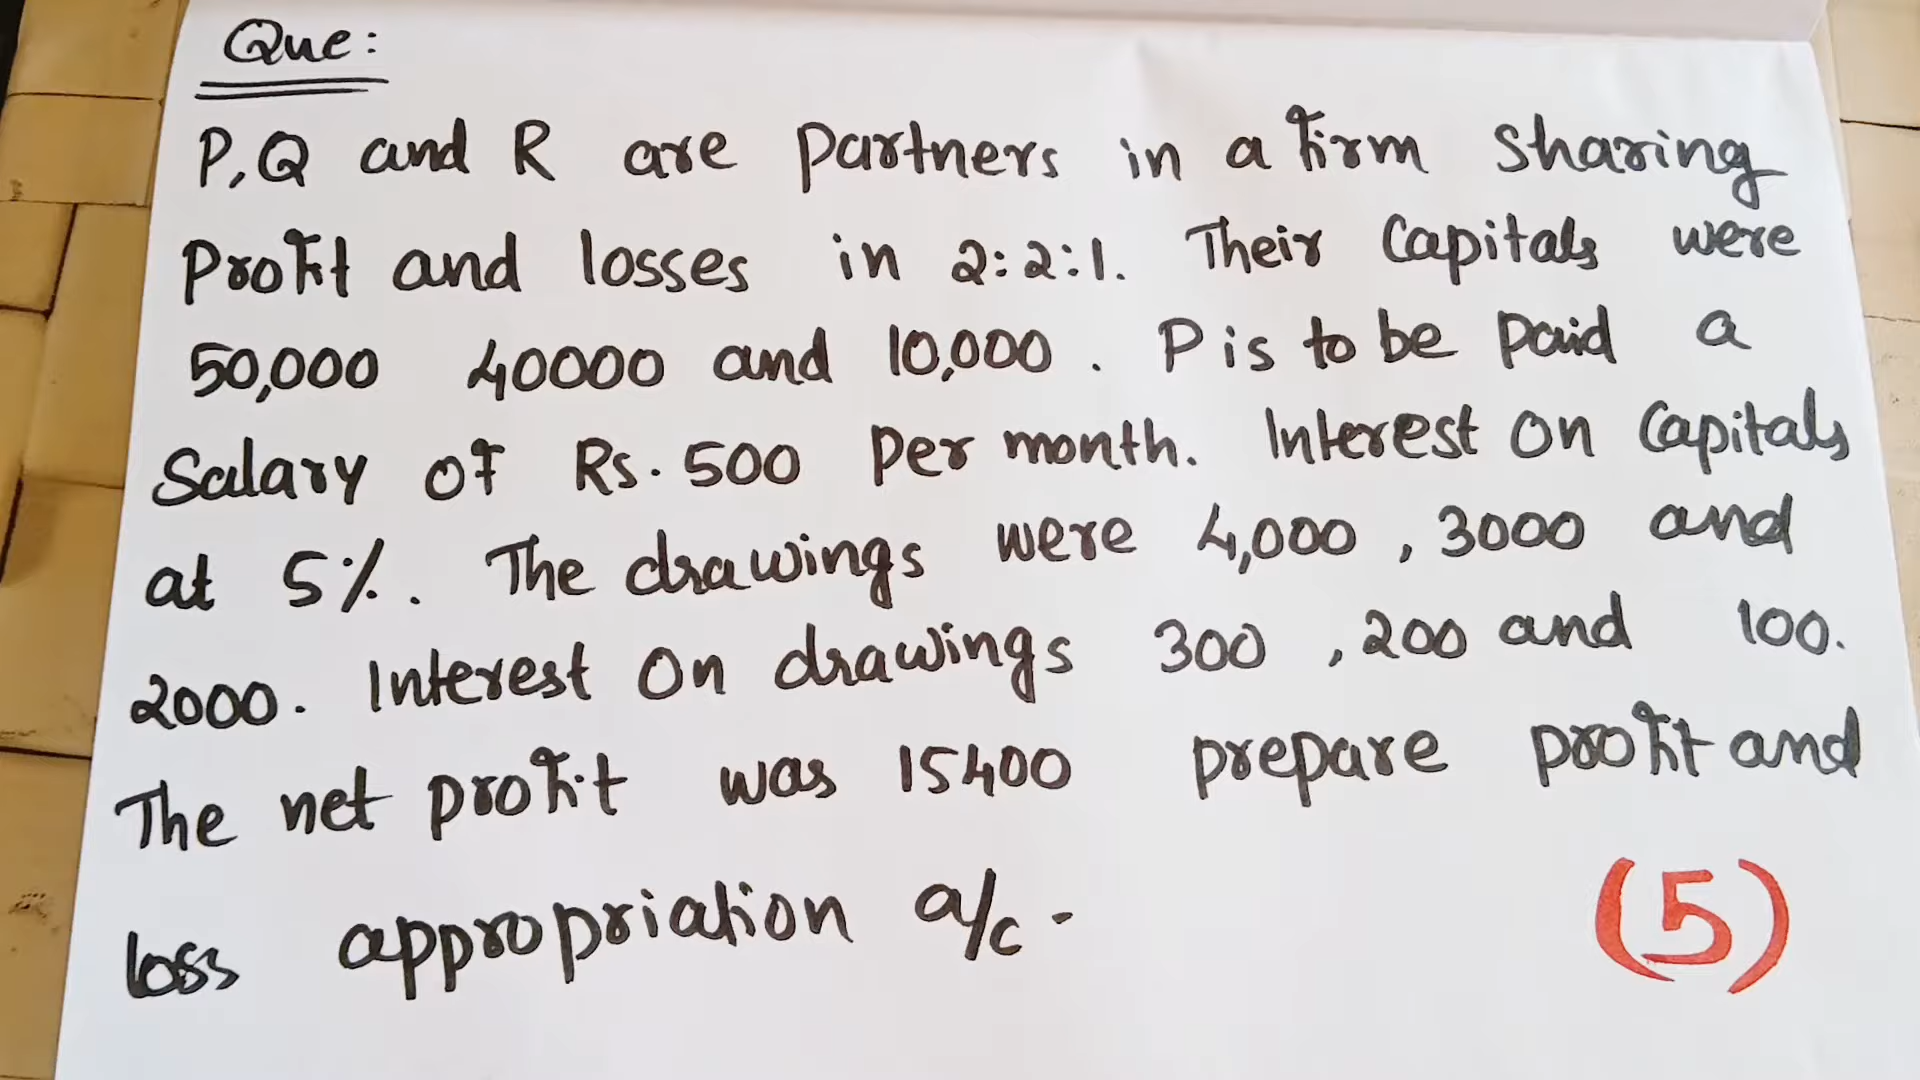 Que:
P,Q and R are partners in a firm sharing
Profit and losses in 2:2:1. Their Capitals were
50,000 40000 and 10,000. P is to be paid a
Salary of Rs. 500 Per month. Interest on Capitals
at 5%. The drawings were 4,000, 3000 and
2000. Interest on drawings 300, 200 and 100.
The net profit was 15400 prepare profit and
loss appropriation a/c.
(5)